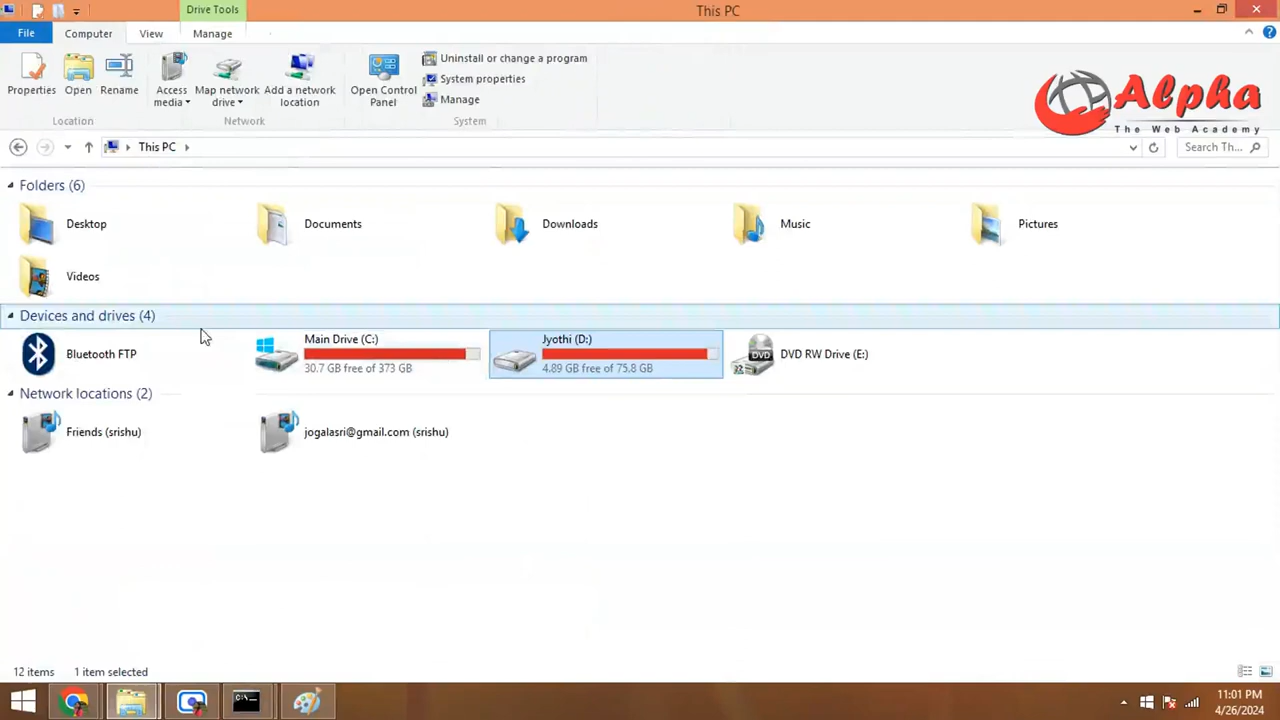 Drive Tools
This PC
File
Computer
View
Manage
Properties
Open
Rename
Access media
Map network drive
Add a network location
Open Control Panel
Uninstall or change a program
System properties
Manage
Location
Network
System
Alpha
The Web Academy
This PC
Search Th...
Folders (6)
Desktop
Documents
Downloads
Music
Pictures
Videos
Devices and drives (4)
Bluetooth FTP
Main Drive (C:)
30.7 GB free of 373 GB
Jyothi (D:)
4.89 GB free of 75.8 GB
DVD
DVD RW Drive (E:)
Network locations (2)
Friends (srishu)
jogalasri@gmail.com (srishu)
12 items
1 item selected
C:\
11:01 PM
4/26/2024